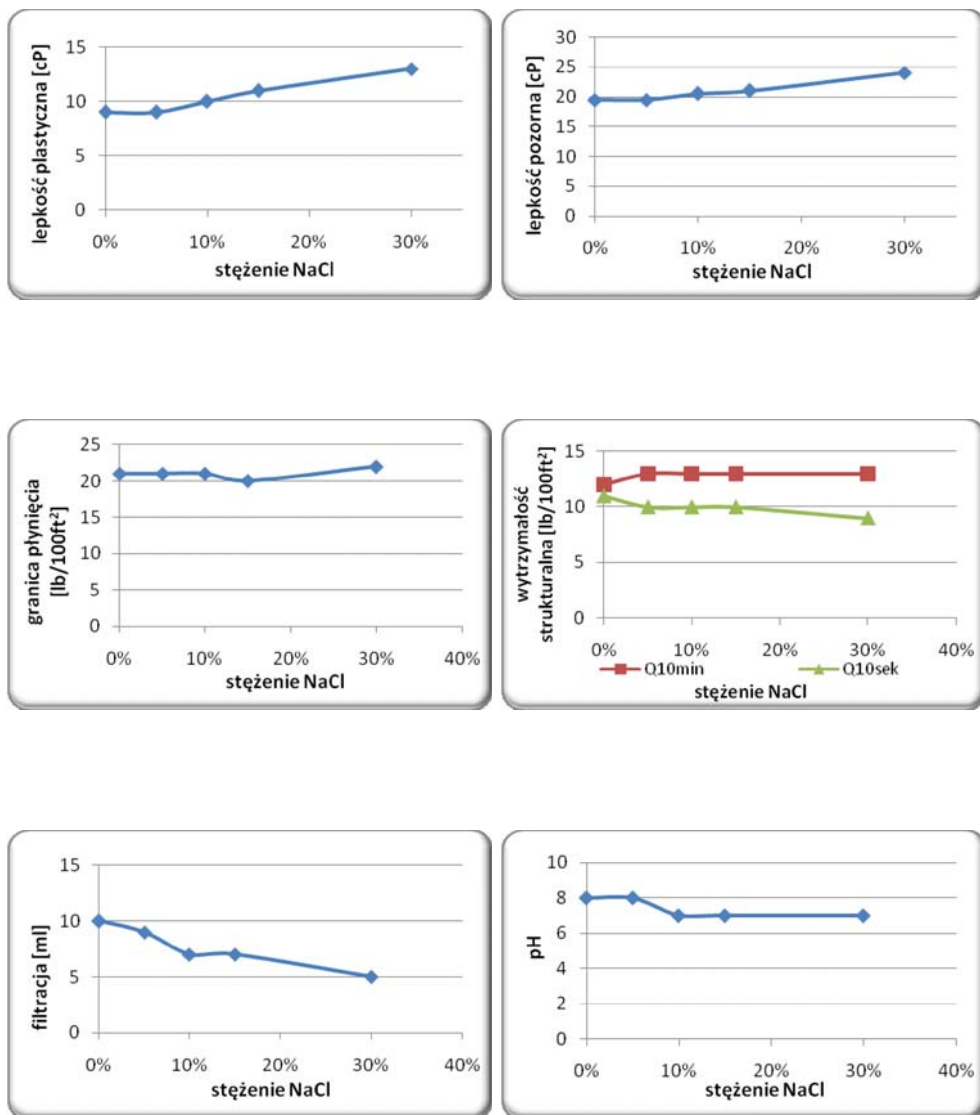 lepkość plastyczna [cP]
15
10
5
0
0% 10% 20% 30%
stężenie NaCl
lepkość pozorna [cP]
30
25
20
15
10
5
0
0% 10% 20% 30%
stężenie NaCl
granica płynięcia
[lb/100ft²]
25
20
15
10
5
0
0% 10% 20% 30% 40%
stężenie NaCl
wytrzymałość
strukturalna [lb/100ft²]
15
10
5
0
0% 10% 20% 30% 40%
Q10min Q10sek
stężenie NaCl
filtracja [ml]
15
10
5
0
0% 10% 20% 30% 40%
stężenie NaCl
pH
10
8
6
4
2
0
0% 10% 20% 30% 40%
stężenie NaCl